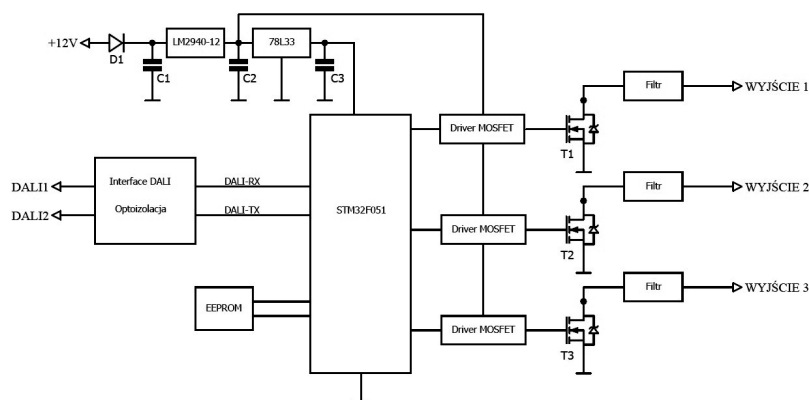 +12V
D1
C1
LM2940-12
C2
78L33
C3
Filtr
WYJŚCIE 1
Driver MOSFET
T1
Interface DALI
Optoizolacja
DALI1
DALI2
DALI-RX
DALI-TX
STM32F051
Filtr
WYJŚCIE 2
Driver MOSFET
T2
EEPROM
Filtr
WYJŚCIE 3
Driver MOSFET
T3